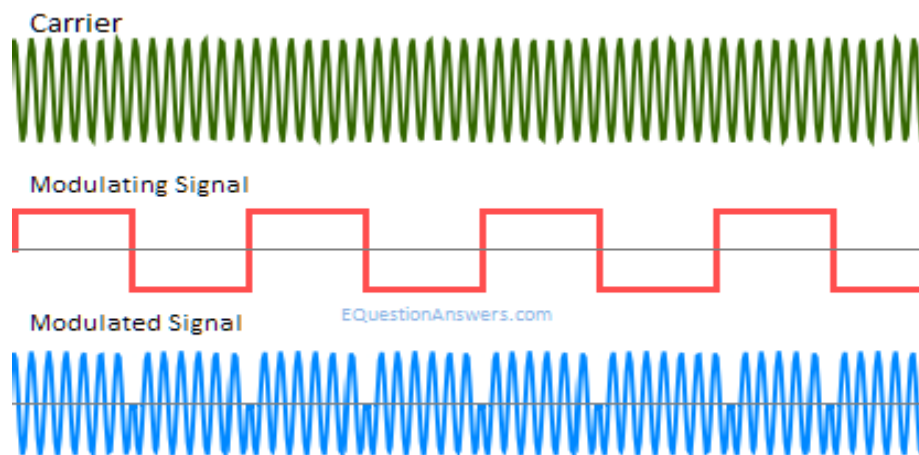 Carrier
Modulating Signal
EQuestionAnswers.com
Modulated Signal